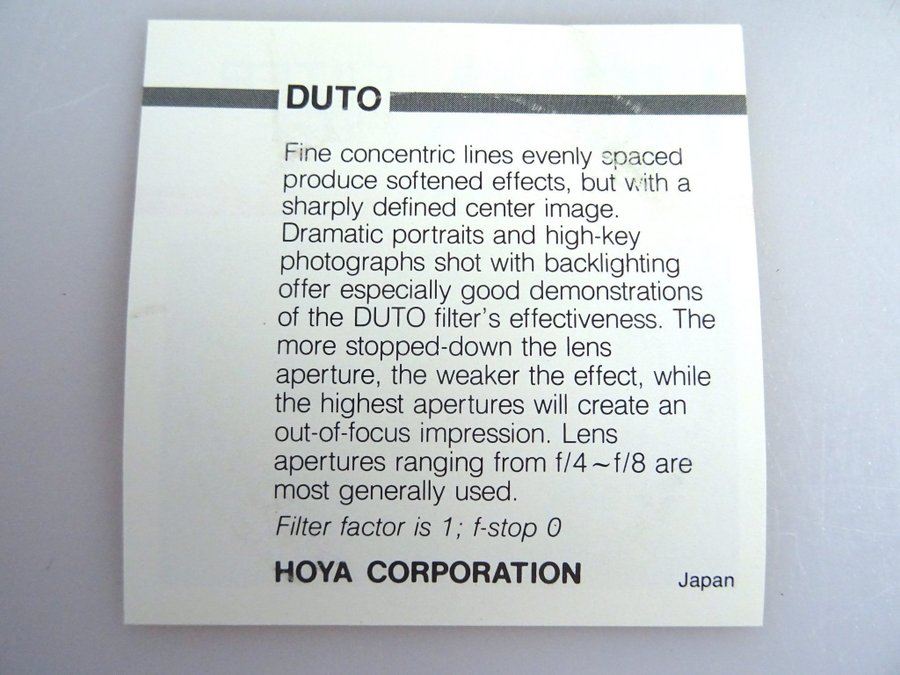 DUTO
Fine concentric lines evenly spaced
produce softened effects, but with a
sharply defined center image.
Dramatic portraits and high-key
photographs shot with backlighting
offer especially good demonstrations
of the DUTO filter's effectiveness. The
more stopped-down the lens
aperture, the weaker the effect, while
the highest apertures will create an
out-of-focus impression. Lens
apertures ranging from f/4~f/8 are
most generally used.
Filter factor is 1; f-stop 0
HOYA CORPORATION
Japan